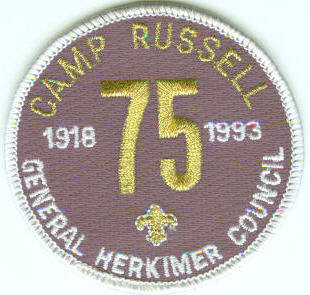 CAMP RUSSELL
75
1918 1993
GENERAL HERKIMER COUNCIL